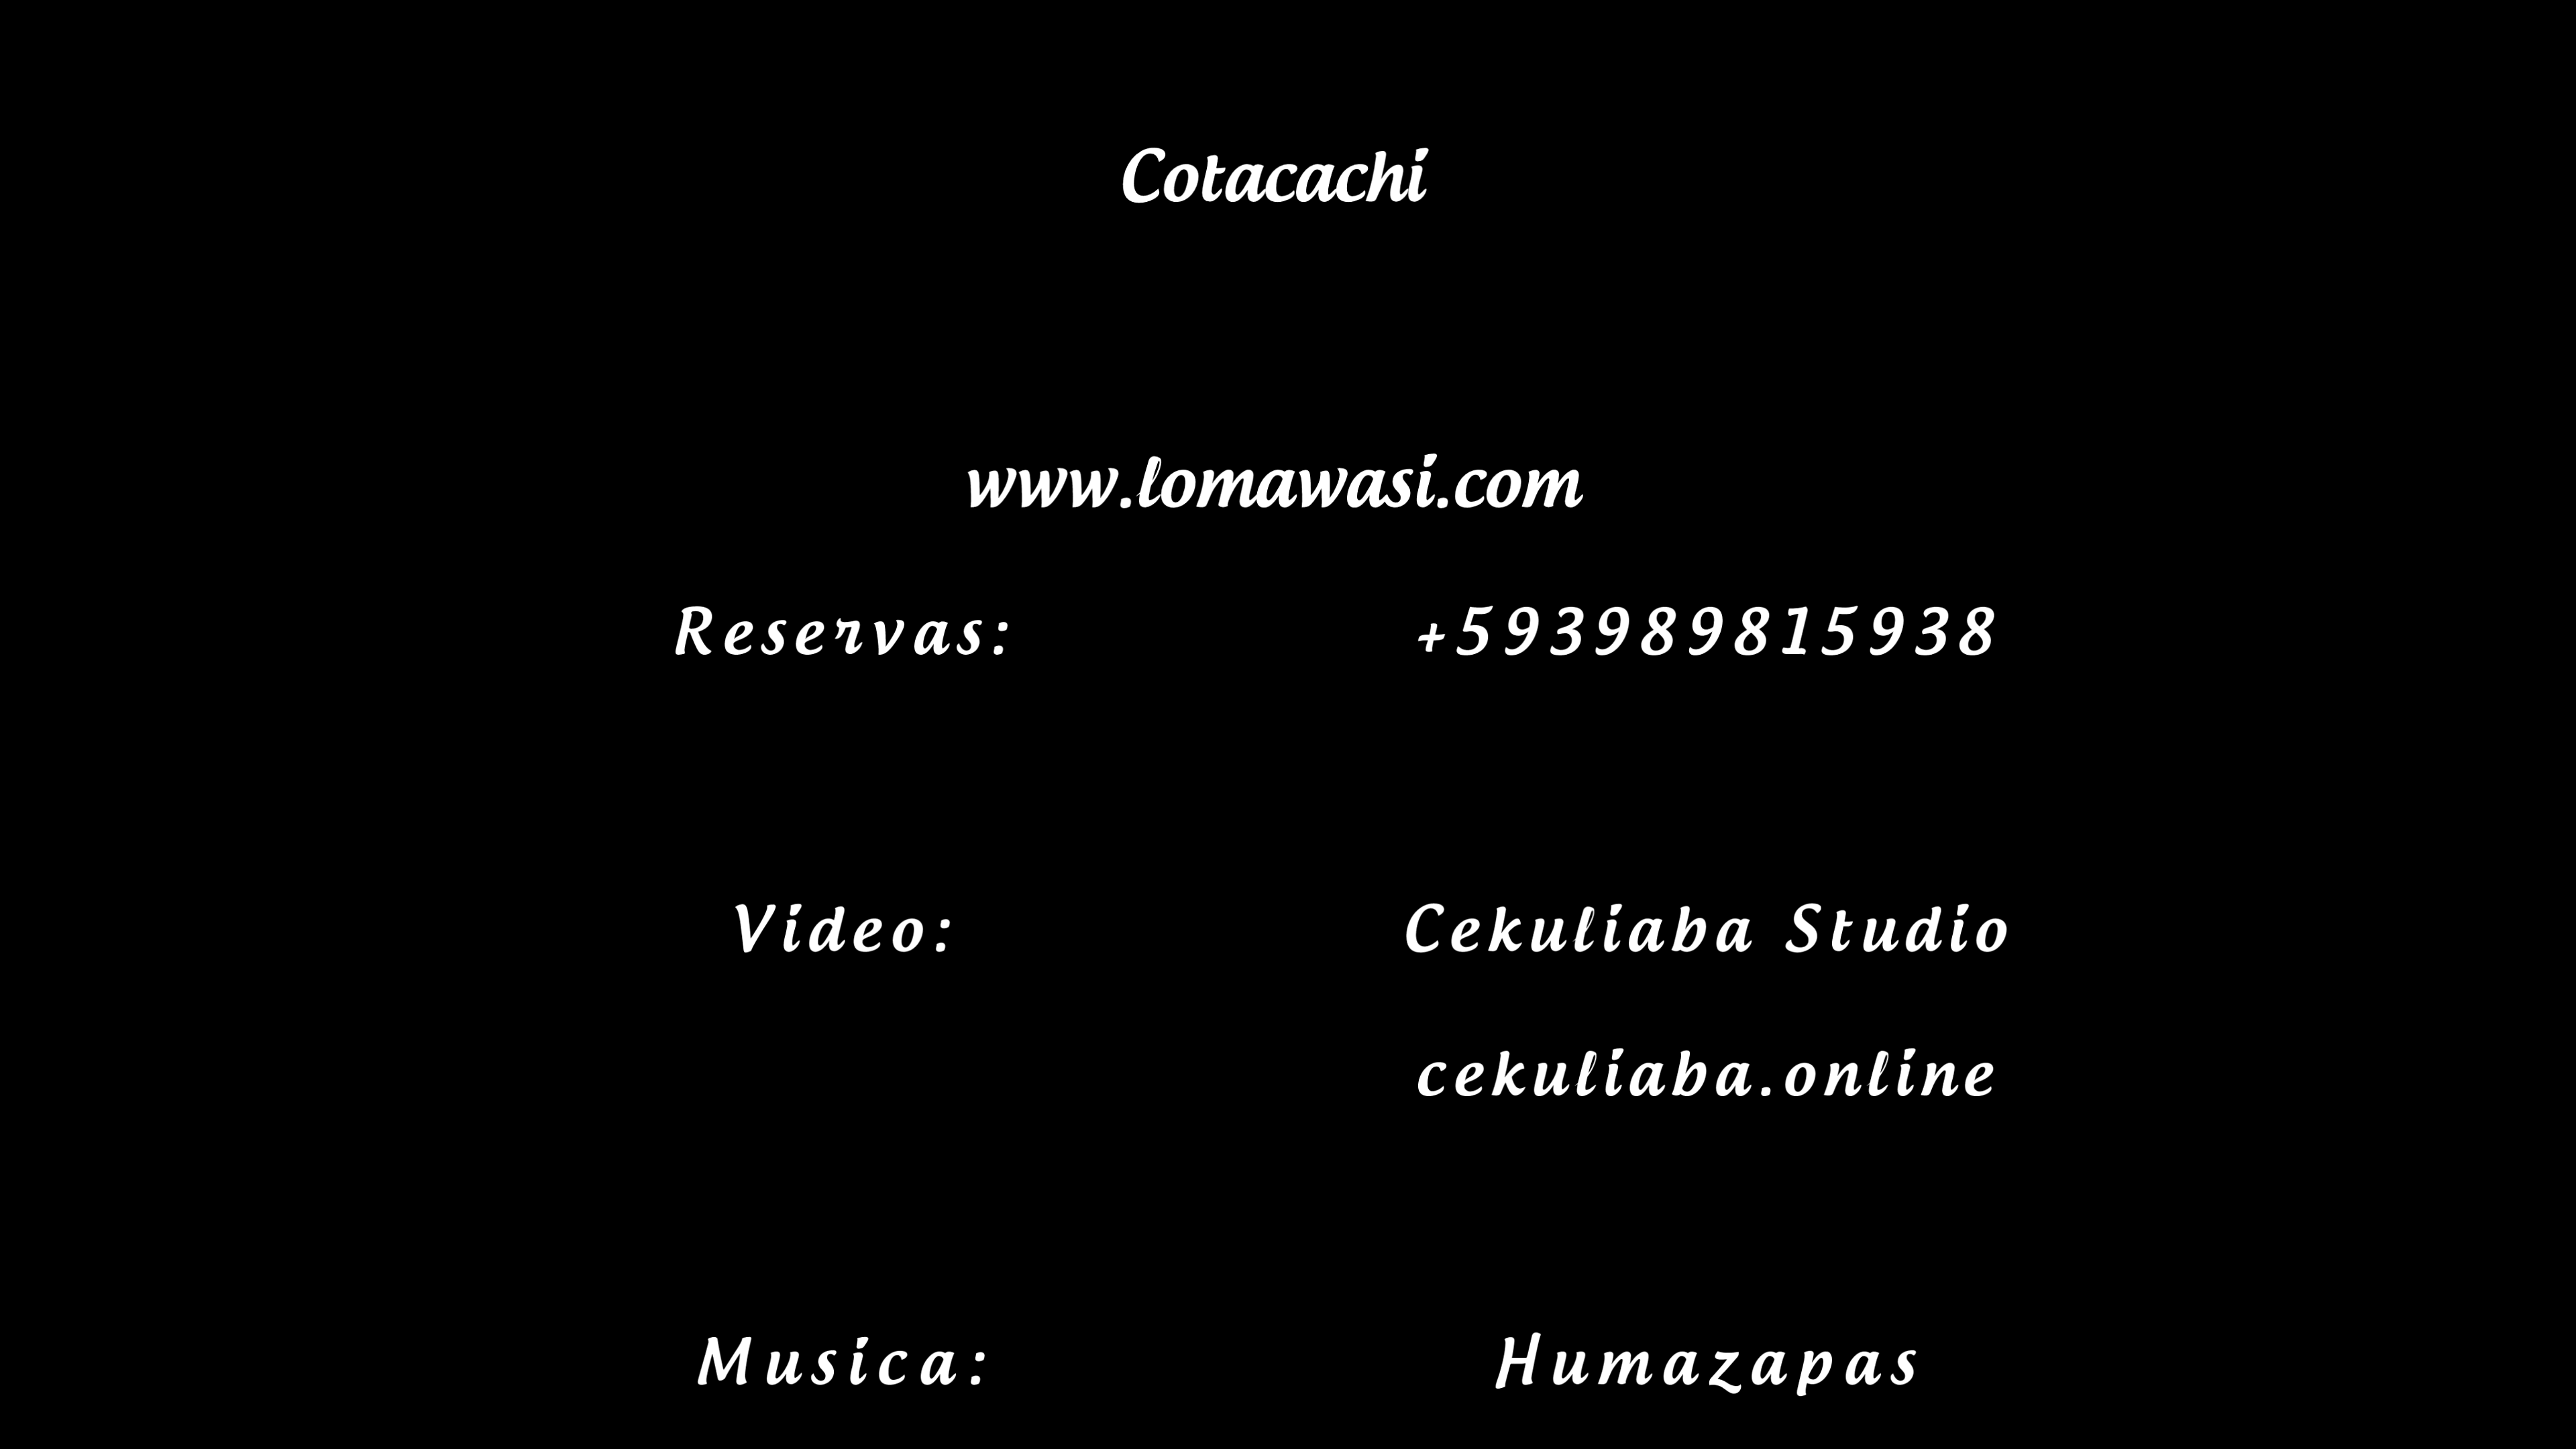 Cotacachi
www.lomawasi.com
Reservas: +593989815938
Video: Cekuliaba Studio
cekuliaba.online
Musica: Humazapas